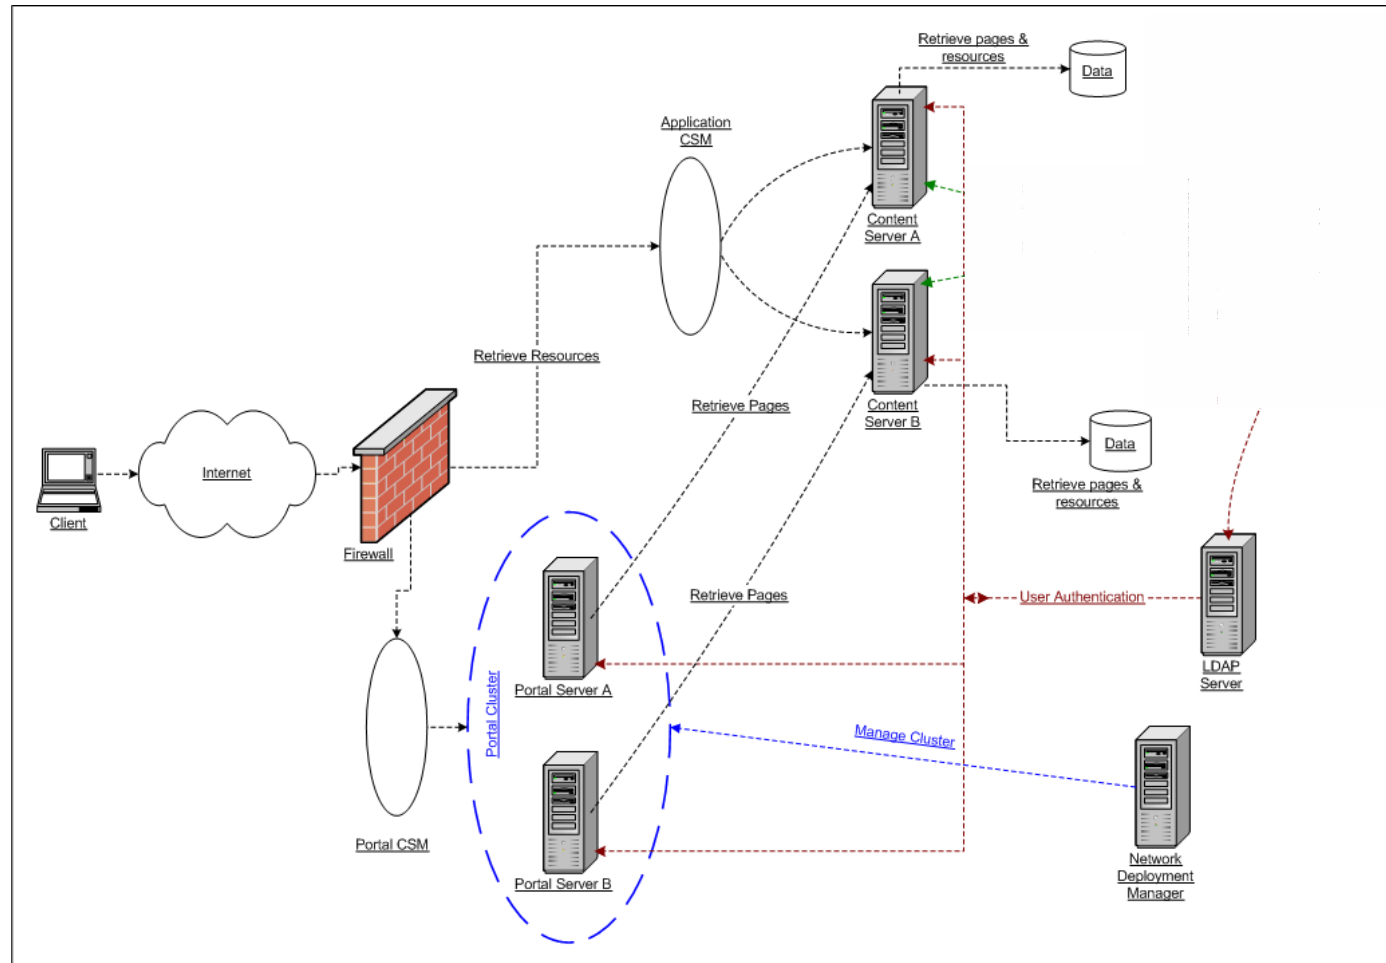 Retrieve pages &
resources
Data
Application
CSM
Content
Server A
Retrieve Resources
Content
Server B
Retrieve Pages
Data
Retrieve pages &
resources
Internet
Client
Firewall
Retrieve Pages
User Authentication
LDAP
Server
Portal Server A
Portal Cluster
Manage Cluster
Portal CSM
Portal Server B
Network
Deployment
Manager